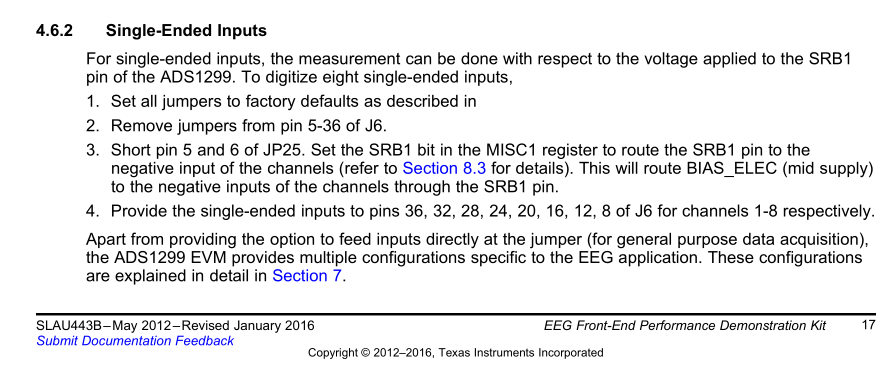 4.6.2 Single-Ended Inputs
For single-ended inputs, the measurement can be done with respect to the voltage applied to the SRB1
pin of the ADS1299. To digitize eight single-ended inputs,
1. Set all jumpers to factory defaults as described in
2. Remove jumpers from pin 5-36 of J6.
3. Short pin 5 and 6 of JP25. Set the SRB1 bit in the MISC1 register to route the SRB1 pin to the
negative input of the channels (refer to Section 8.3 for details). This will route BIAS_ELEC (mid supply)
to the negative inputs of the channels through the SRB1 pin.
4. Provide the single-ended inputs to pins 36, 32, 28, 24, 20, 16, 12, 8 of J6 for channels 1-8 respectively.
Apart from providing the option to feed inputs directly at the jumper (for general purpose data acquisition),
the ADS1299 EVM provides multiple configurations specific to the EEG application. These configurations
are explained in detail in Section 7.
SLAU443B–May 2012–Revised January 2016 EEG Front-End Performance Demonstration Kit 17
Submit Documentation Feedback
Copyright © 2012–2016, Texas Instruments Incorporated